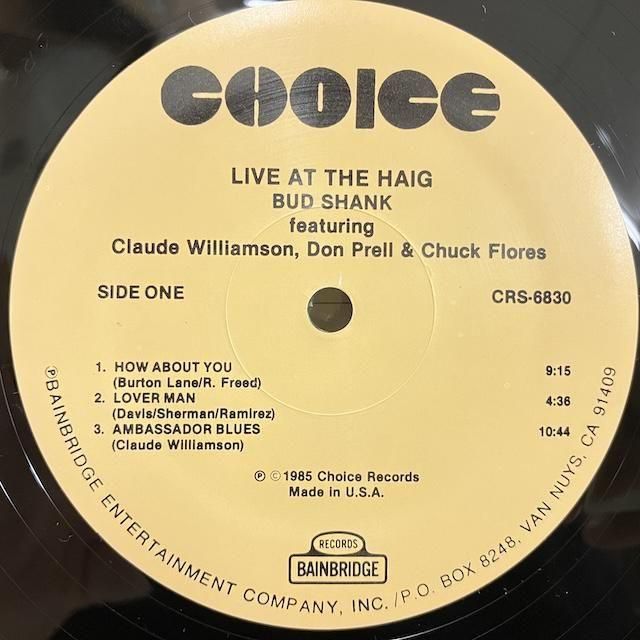 CHOICE
LIVE AT THE HAIG
BUD SHANK
featuring
Claude Williamson, Don Prell & Chuck Flores
SIDE ONE CRS-6830
1. HOW ABOUT YOU 9:15
(Burton Lane/R. Freed)
2. LOVER MAN 4:36
(Davis/Sherman/Ramirez)
3. AMBASSADOR BLUES 10:44
(Claude Williamson)
℗ ©1985 Choice Records
Made in U.S.A.
RECORDS
BAINBRIDGE
℗BAINBRIDGE ENTERTAINMENT COMPANY, INC./P.O. BOX 8248, VAN NUYS, CA 91409